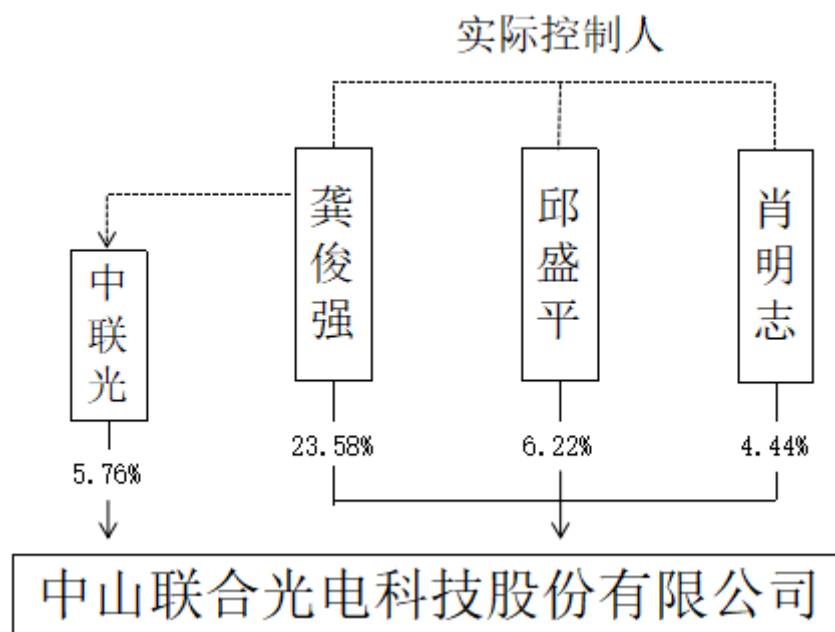 实际控制人
龚俊强
邱盛平
肖明志
中联光
23.58%
6.22%
4.44%
5.76%
中山联合光电科技股份有限公司